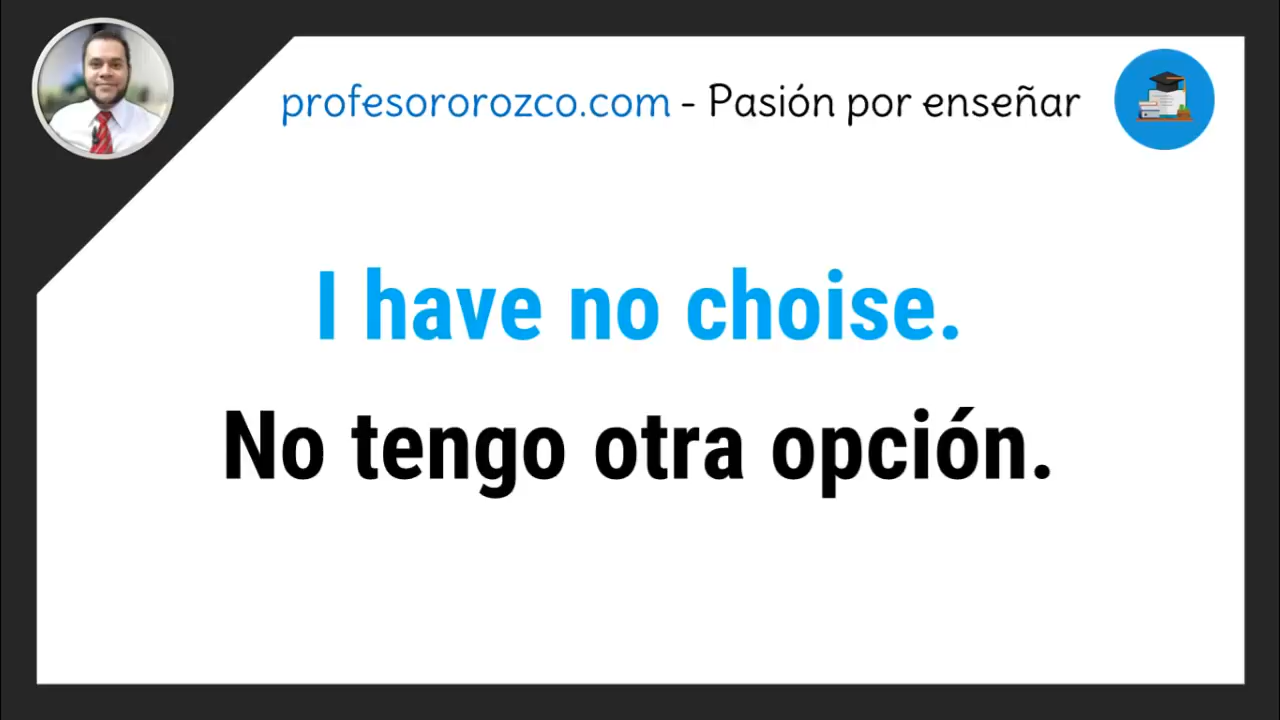 profesororozco.com - Pasión por enseñar
I have no choise.
No tengo otra opción.